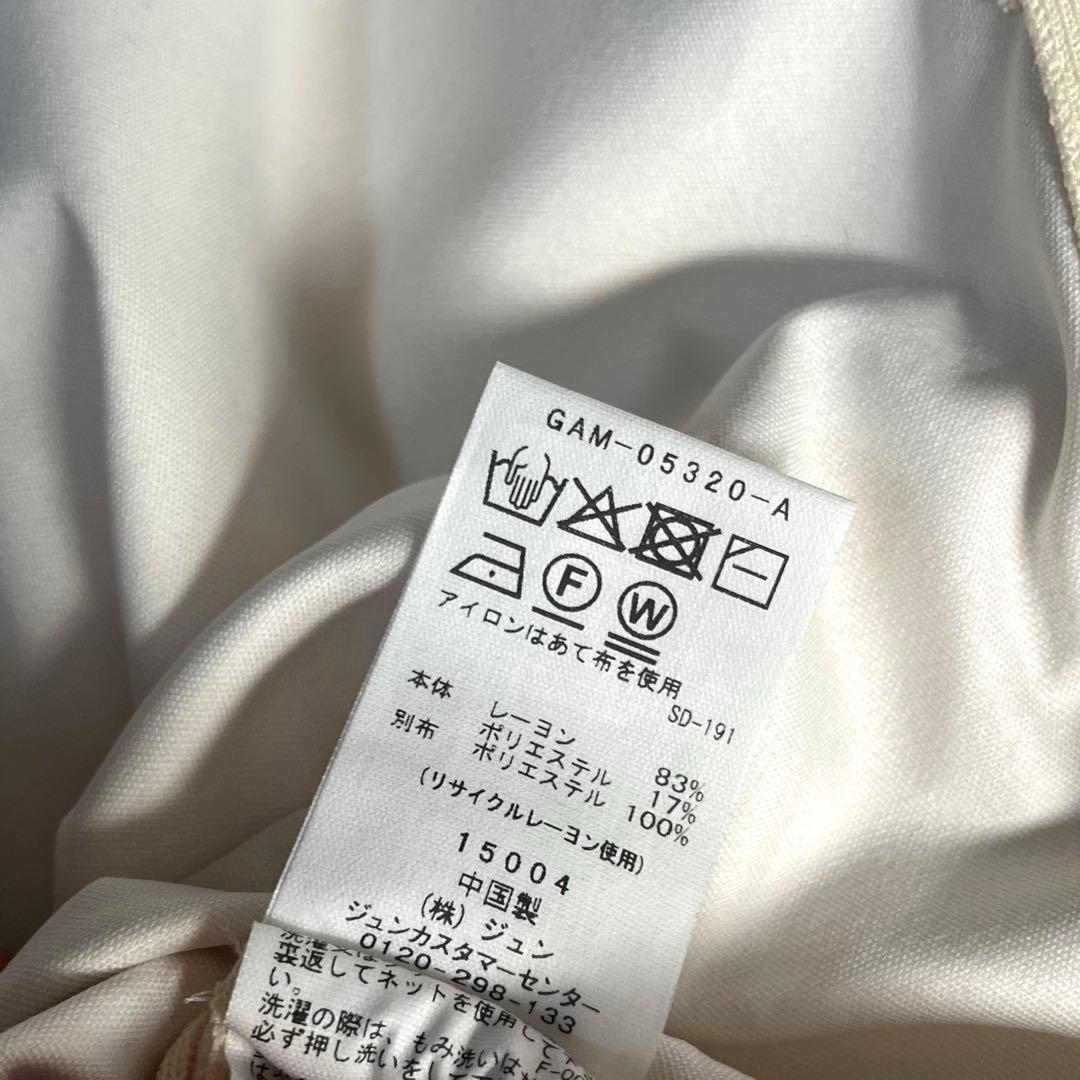 GAM-05320-A
F W
アイロンはあて布を使用
SD-191
本体 レーヨン 83%
ポリエステル 17%
別布 ポリエステル 100%
(リサイクルレーヨン使用)
15004
中国製
(株) ジュン
ジュンカスタマーセンター
0120-298-133
裏返してネットを使用し
い。
洗濯の際は、もみ洗いは
必ず押し洗いをして